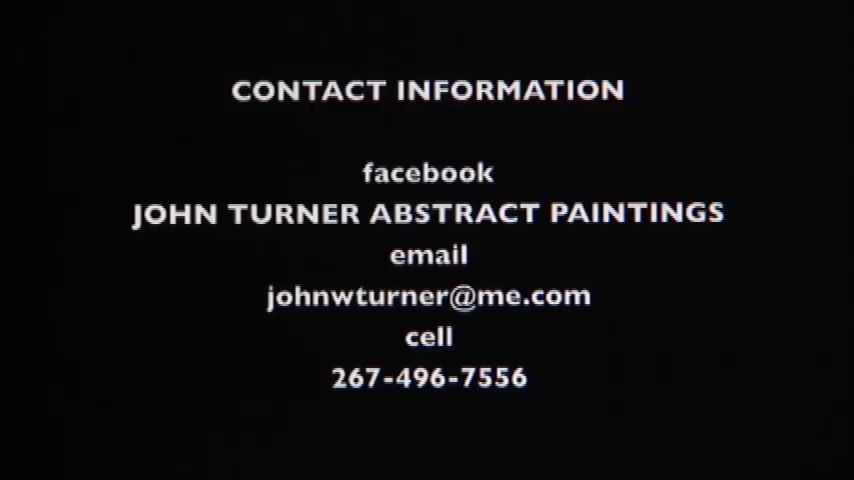 CONTACT INFORMATION
facebook
JOHN TURNER ABSTRACT PAINTINGS
email
johnwturner@me.com
cell
267-496-7556